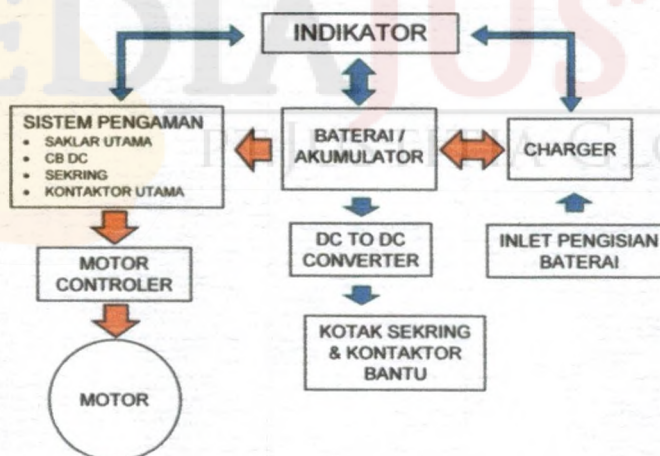 INDIKATOR
SISTEM PENGAMAN
• SAKLAR UTAMA
• CB DC
• SEKRING
• KONTAKTOR UTAMA
BATERAI /
AKUMULATOR
CHARGER
MOTOR
CONTROLER
DC TO DC
CONVERTER
INLET PENGISIAN
BATERAI
KOTAK SEKRING
& KONTAKTOR
BANTU
MOTOR